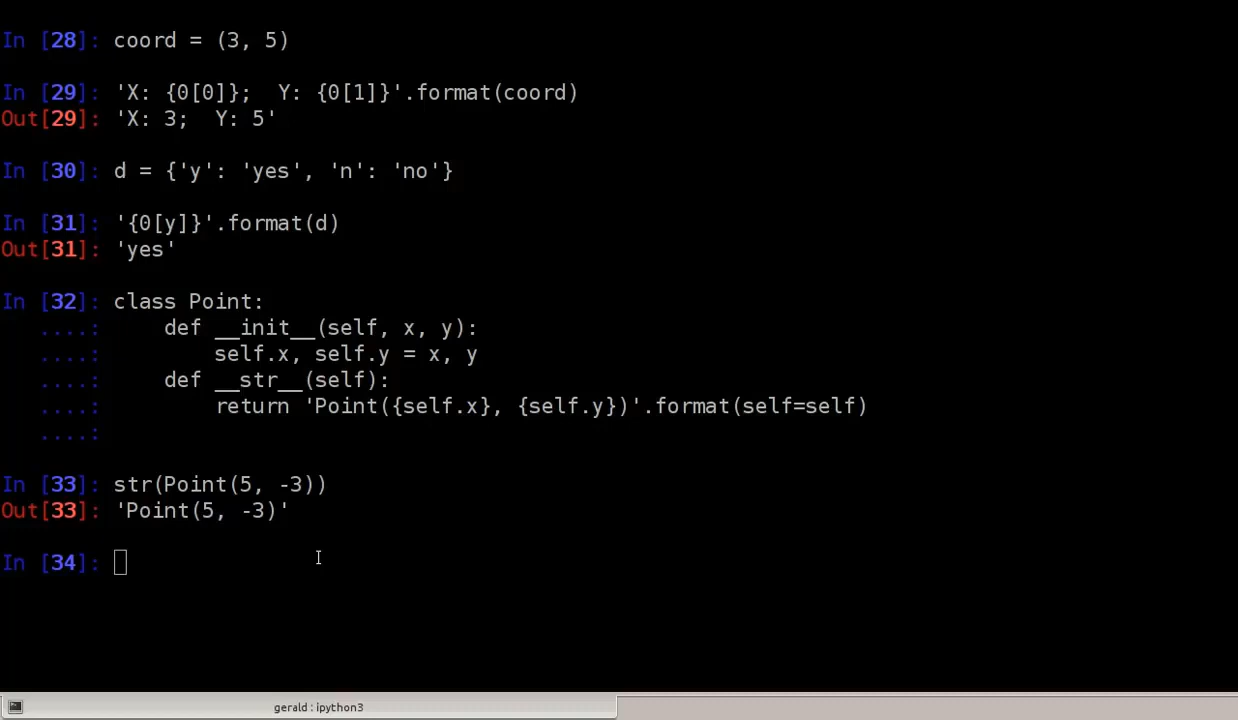 In [28]: coord = (3, 5)
In [29]: 'X: {0[0]};  Y: {0[1]}'.format(coord)
Out[29]: 'X: 3;  Y: 5'
In [30]: d = {'y': 'yes', 'n': 'no'}
In [31]: '{0[y]}'.format(d)
Out[31]: 'yes'
In [32]: class Point:
   ....:     def __init__(self, x, y):
   ....:         self.x, self.y = x, y
   ....:     def __str__(self):
   ....:         return 'Point({self.x}, {self.y})'.format(self=self)
   ....:
In [33]: str(Point(5, -3))
Out[33]: 'Point(5, -3)'
In [34]:
gerald : ipython3